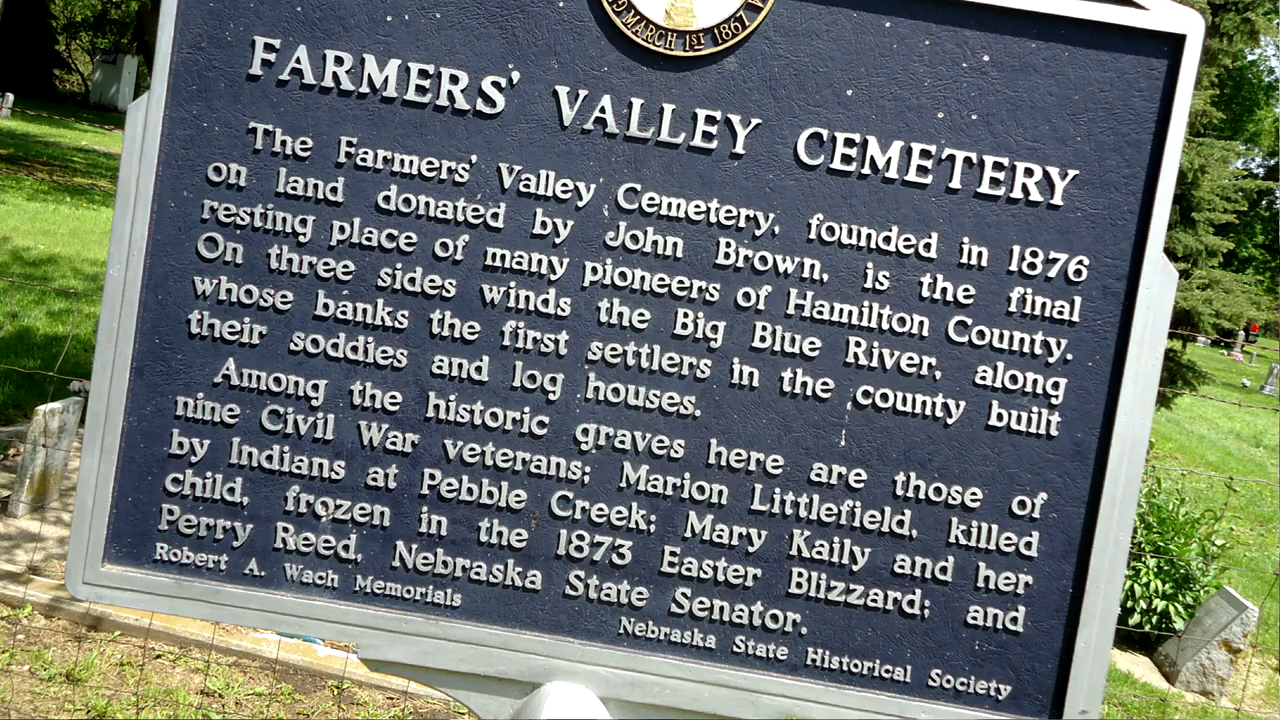 MARCH 1ST 1867
FARMERS' VALLEY CEMETERY
The Farmers' Valley Cemetery, founded in 1876
on land donated by John Brown, is the final
resting place of many pioneers of Hamilton County.
On three sides winds the Big Blue River, along
whose banks the first settlers in the county built
their soddies and log houses.
Among the historic graves here are those of
nine Civil War veterans; Marion Littlefield, killed
by Indians at Pebble Creek; Mary Kaily and her
child, frozen in the 1873 Easter Blizzard; and
Perry Reed, Nebraska State Senator.
Robert A. Wach Memorials
Nebraska State Historical Society